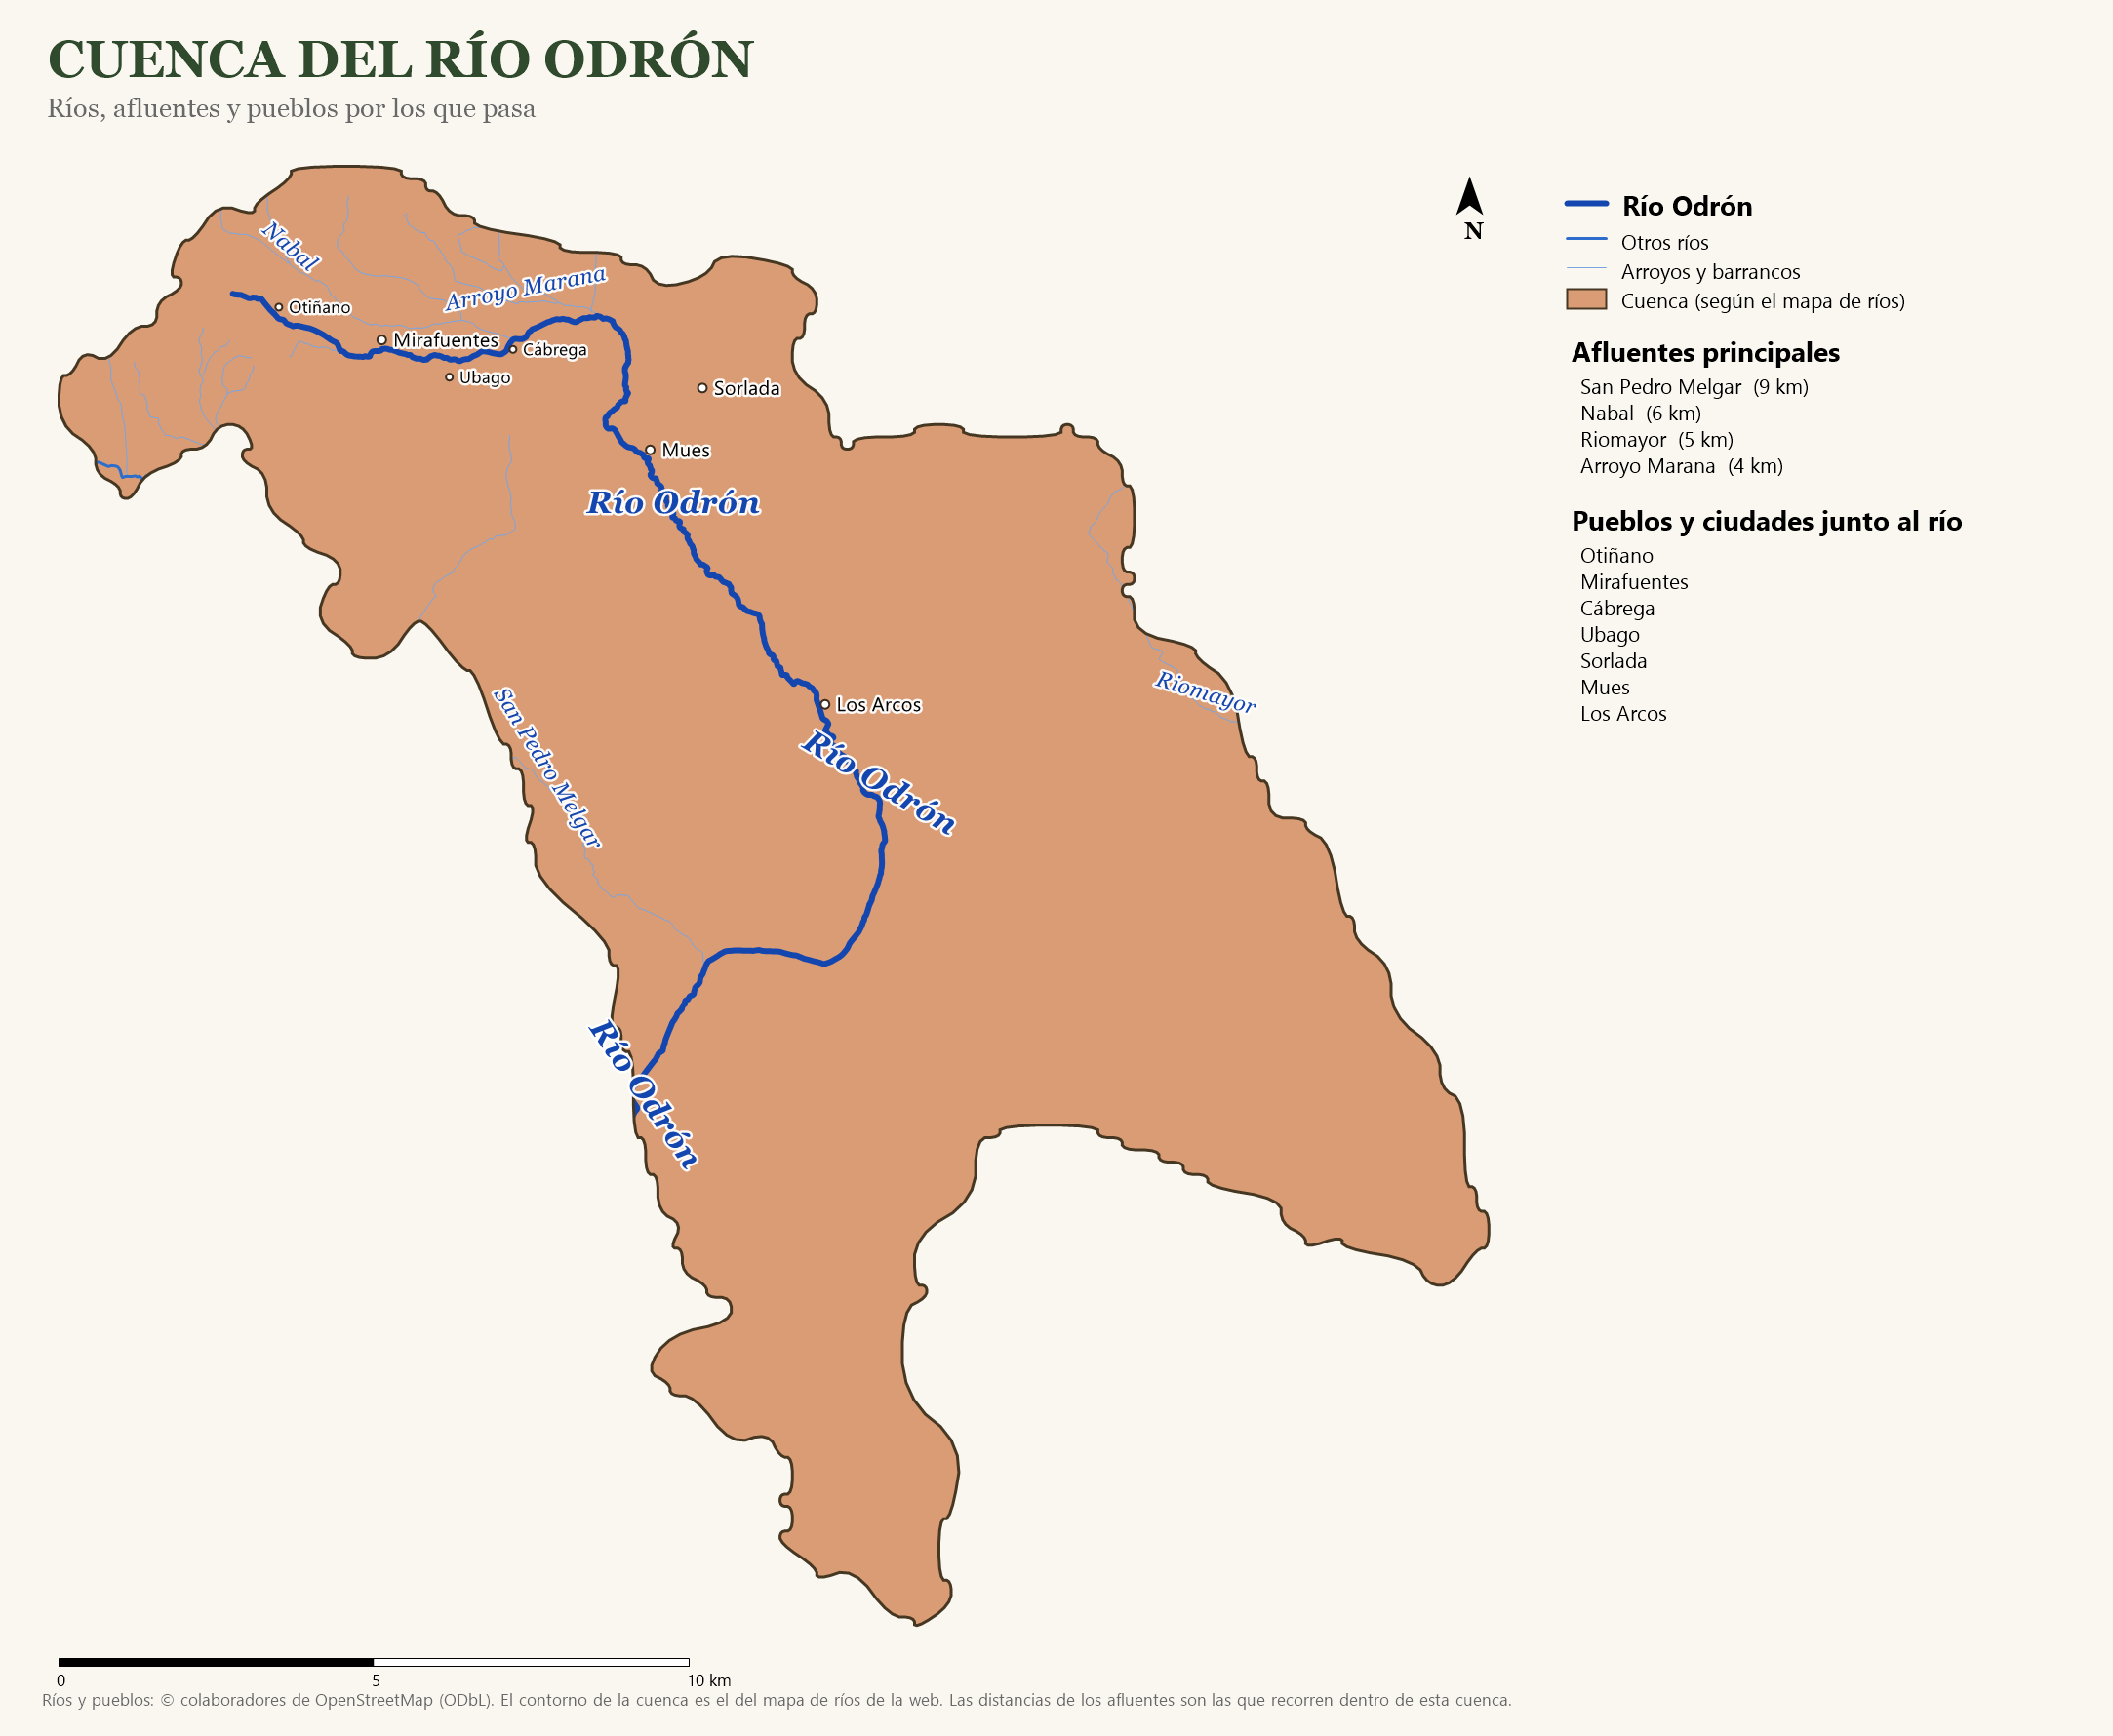 CUENCA DEL RÍO ODRÓN
Ríos, afluentes y pueblos por los que pasa
N
Río Odrón
Otros ríos
Arroyos y barrancos
Cuenca (según el mapa de ríos)
Afluentes principales
San Pedro Melgar (9 km)
Nabal (6 km)
Riomayor (5 km)
Arroyo Marana (4 km)
Pueblos y ciudades junto al río
Otiñano
Mirafuentes
Cábrega
Ubago
Sorlada
Mues
Los Arcos
Nabal
Arroyo Marana
Otiñano
Mirafuentes
Cábrega
Ubago
Sorlada
Mues
Río Odrón
Riomayor
San Pedro Melgar
Los Arcos
Río Odrón
Río Odrón
0 5 10 km
Ríos y pueblos: © colaboradores de OpenStreetMap (ODbL). El contorno de la cuenca es el del mapa de ríos de la web. Las distancias de los afluentes son las que recorren dentro de esta cuenca.